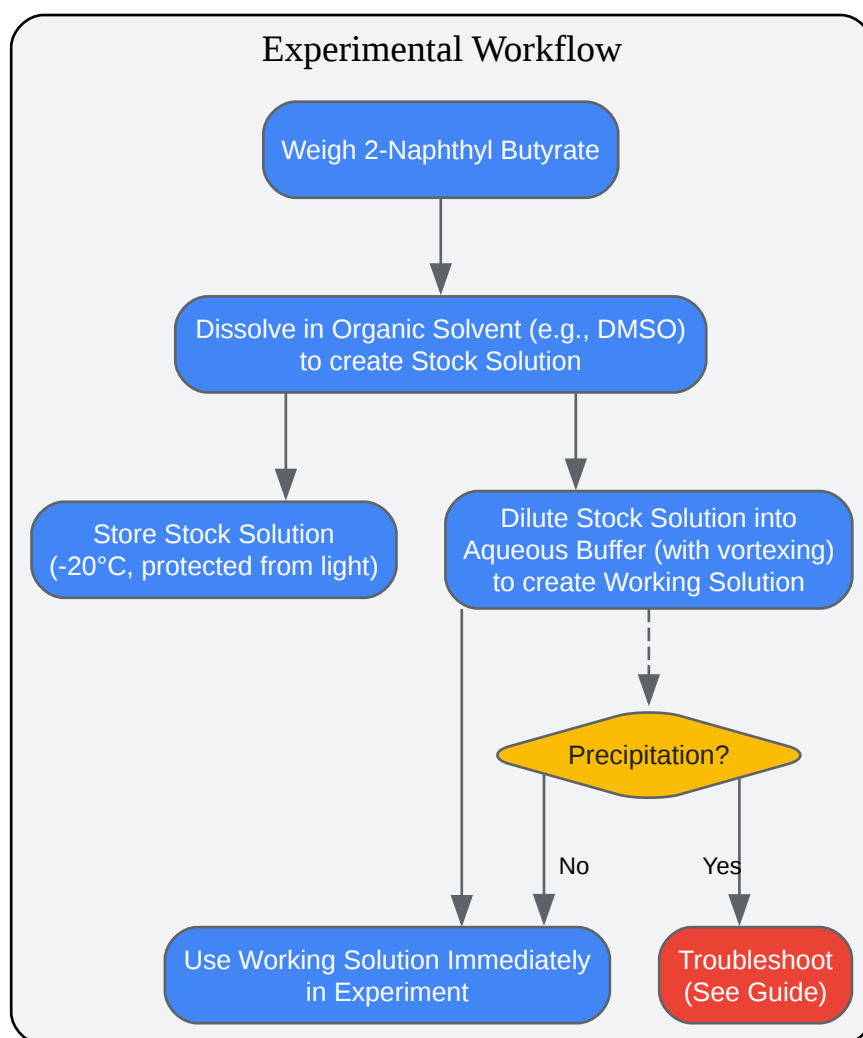 Experimental Workflow
Weigh 2-Naphthyl Butyrate
Dissolve in Organic Solvent (e.g., DMSO)
to create Stock Solution
Store Stock Solution
(-20°C, protected from light)
Dilute Stock Solution into
Aqueous Buffer (with vortexing)
to create Working Solution
Precipitation?
No
Yes
Use Working Solution Immediately
in Experiment
Troubleshoot
(See Guide)